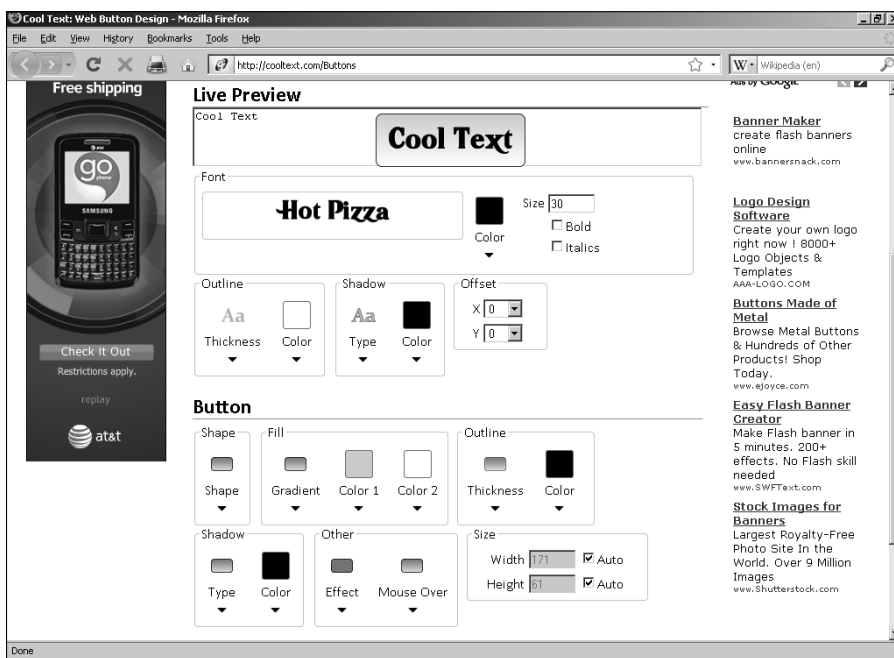 Cool Text: Web Button Design - Mozilla Firefox
File Edit View History Bookmarks Tools Help
http://cooltext.com/Buttons
W Wikipedia (en)
Free shipping
at&t
go
phone
SAMSUNG
Check It Out
Restrictions apply.
replay
at&t
Live Preview
Cool Text
Cool Text
Font
Hot Pizza
Color
Size 30
Bold
Italics
Outline
Aa
Thickness Color
Shadow
Aa
Type Color
Offset
X 0
Y 0
Button
Shape
Shape
Fill
Gradient Color 1 Color 2
Outline
Thickness Color
Shadow
Type Color
Other
Effect Mouse Over
Size
Width 171 Auto
Height 61 Auto
Ads by Google
Banner Maker
create flash banners
online
www.bannersnack.com
Logo Design
Software
Create your own logo
right now ! 8000+
Logo Objects &
Templates
AAA-LOGO.COM
Buttons Made of
Metal
Browse Metal Buttons
& Hundreds of Other
Products! Shop
Today.
www.ejoyce.com
Easy Flash Banner
Creator
Make Flash banner in
5 minutes. 200+
effects. No Flash skill
needed
www.SWFText.com
Stock Images for
Banners
Largest Royalty-Free
Photo Site In the
World. Over 9 Million
Images
www.Shutterstock.com
Done